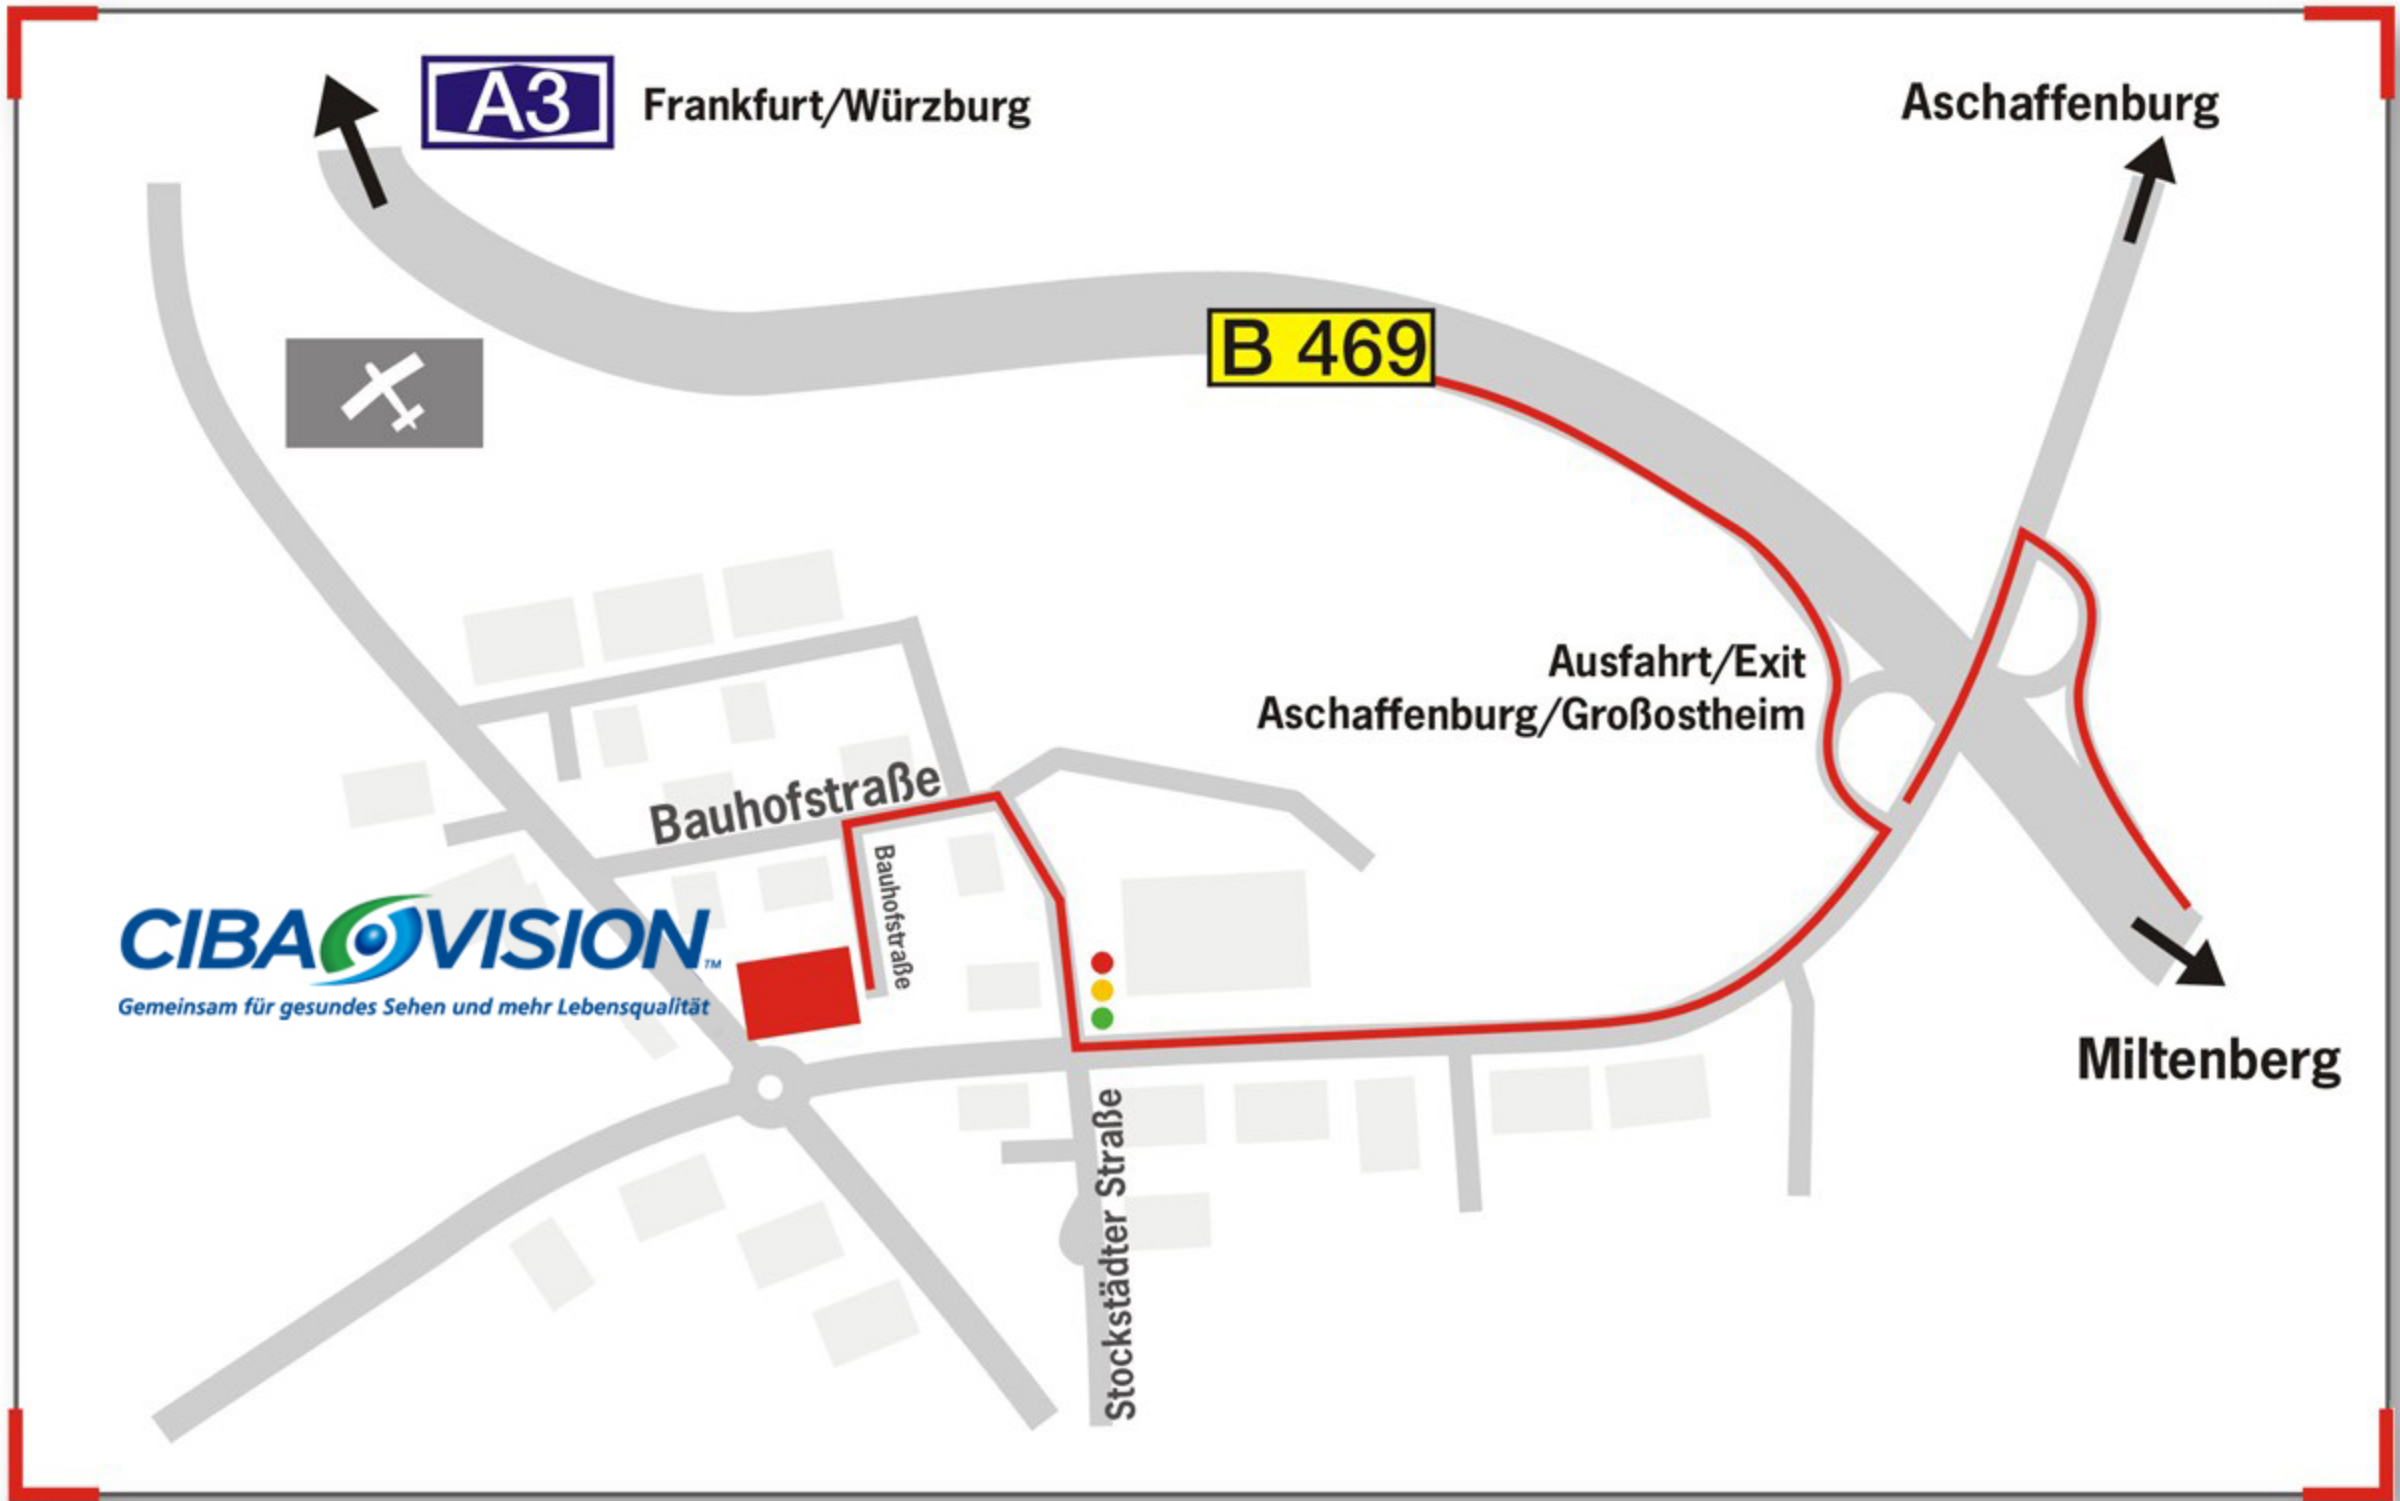 A3
Frankfurt/Würzburg
Aschaffenburg
B 469
Ausfahrt/Exit
Aschaffenburg/Großostheim
Bauhofstraße
Bauhofstraße
CIBA VISION™
Gemeinsam für gesundes Sehen und mehr Lebensqualität
Miltenberg
Stockstädter Straße